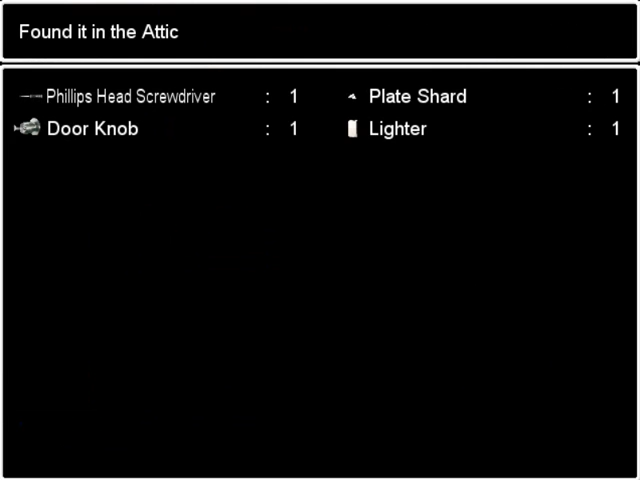 Found it in the Attic
Phillips Head Screwdriver : 1 Plate Shard : 1
Door Knob : 1 Lighter : 1